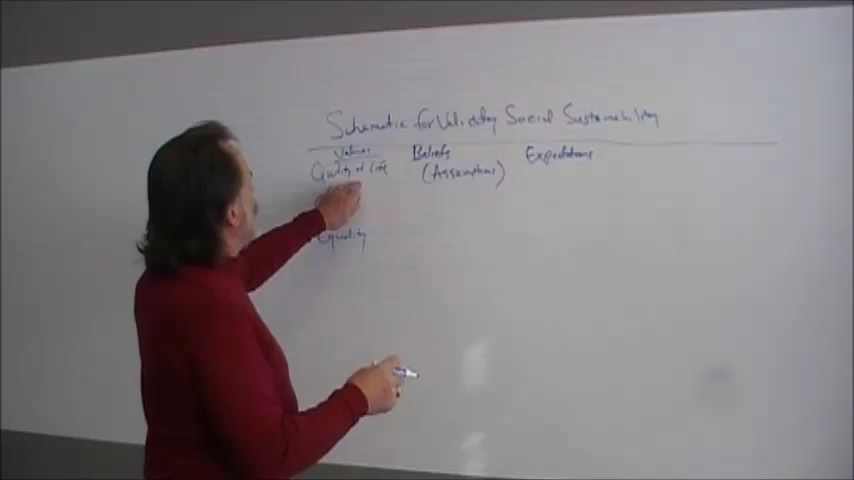 Schematic for Validating Social Sustainability
Values Beliefs Expectations
Quality of Life (Assumptions)
Equality